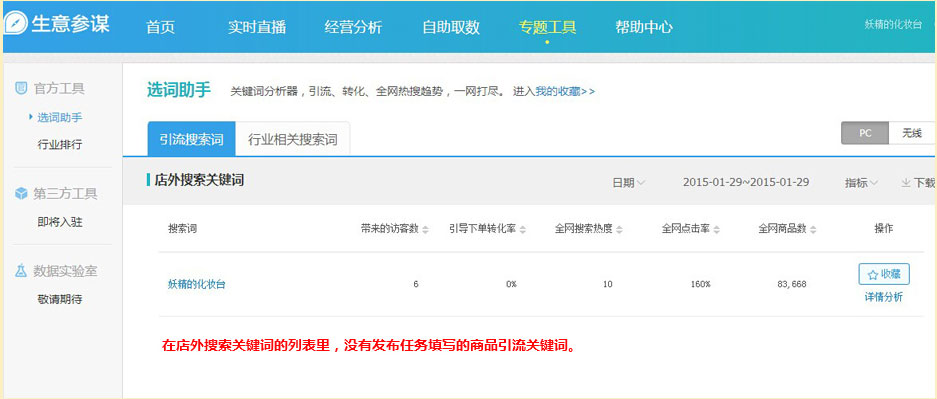 生意参谋 首页 实时直播 经营分析 自助取数 专题工具 帮助中心 妖精的化妆台
官方工具
选词助手
行业排行
第三方工具
即将入驻
数据实验室
敬请期待
选词助手 关键词分析器，引流、转化、全网热搜趋势，一网打尽。 进入我的收藏>>
引流搜索词 行业相关搜索词 PC 无线
店外搜索关键词 日期 2015-01-29~2015-01-29 指标 下载
搜索词 带来的访客数 引导下单转化率 全网搜索热度 全网点击率 全网商品数 操作
妖精的化妆台 6 0% 10 160% 83,668 收藏
详情分析
在店外搜索关键词的列表里，没有发布任务填写的商品引流关键词。